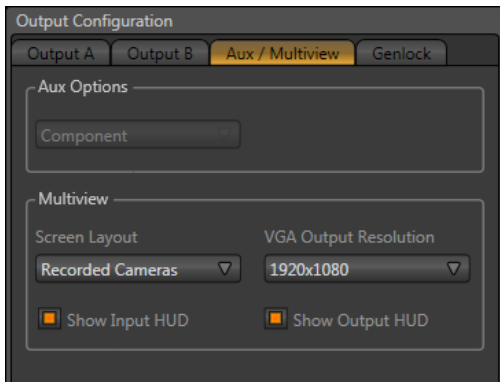 Output Configuration
Output A Output B Aux / Multiview Genlock
Aux Options
Component
Multiview
Screen Layout VGA Output Resolution
Recorded Cameras 1920x1080
Show Input HUD Show Output HUD